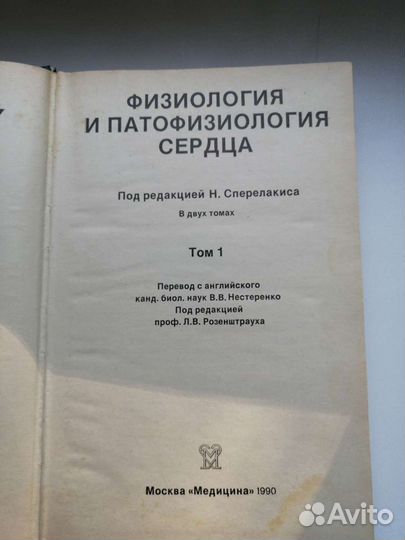 ФИЗИОЛОГИЯ
И ПАТОФИЗИОЛОГИЯ
СЕРДЦА
Под редакцией Н. Сперелакиса
В двух томах
Том 1
Перевод с английского
канд. биол. наук В.В. Нестеренко
Под редакцией
проф. Л.В. Розенштрауха
Москва «Медицина» 1990
Avito